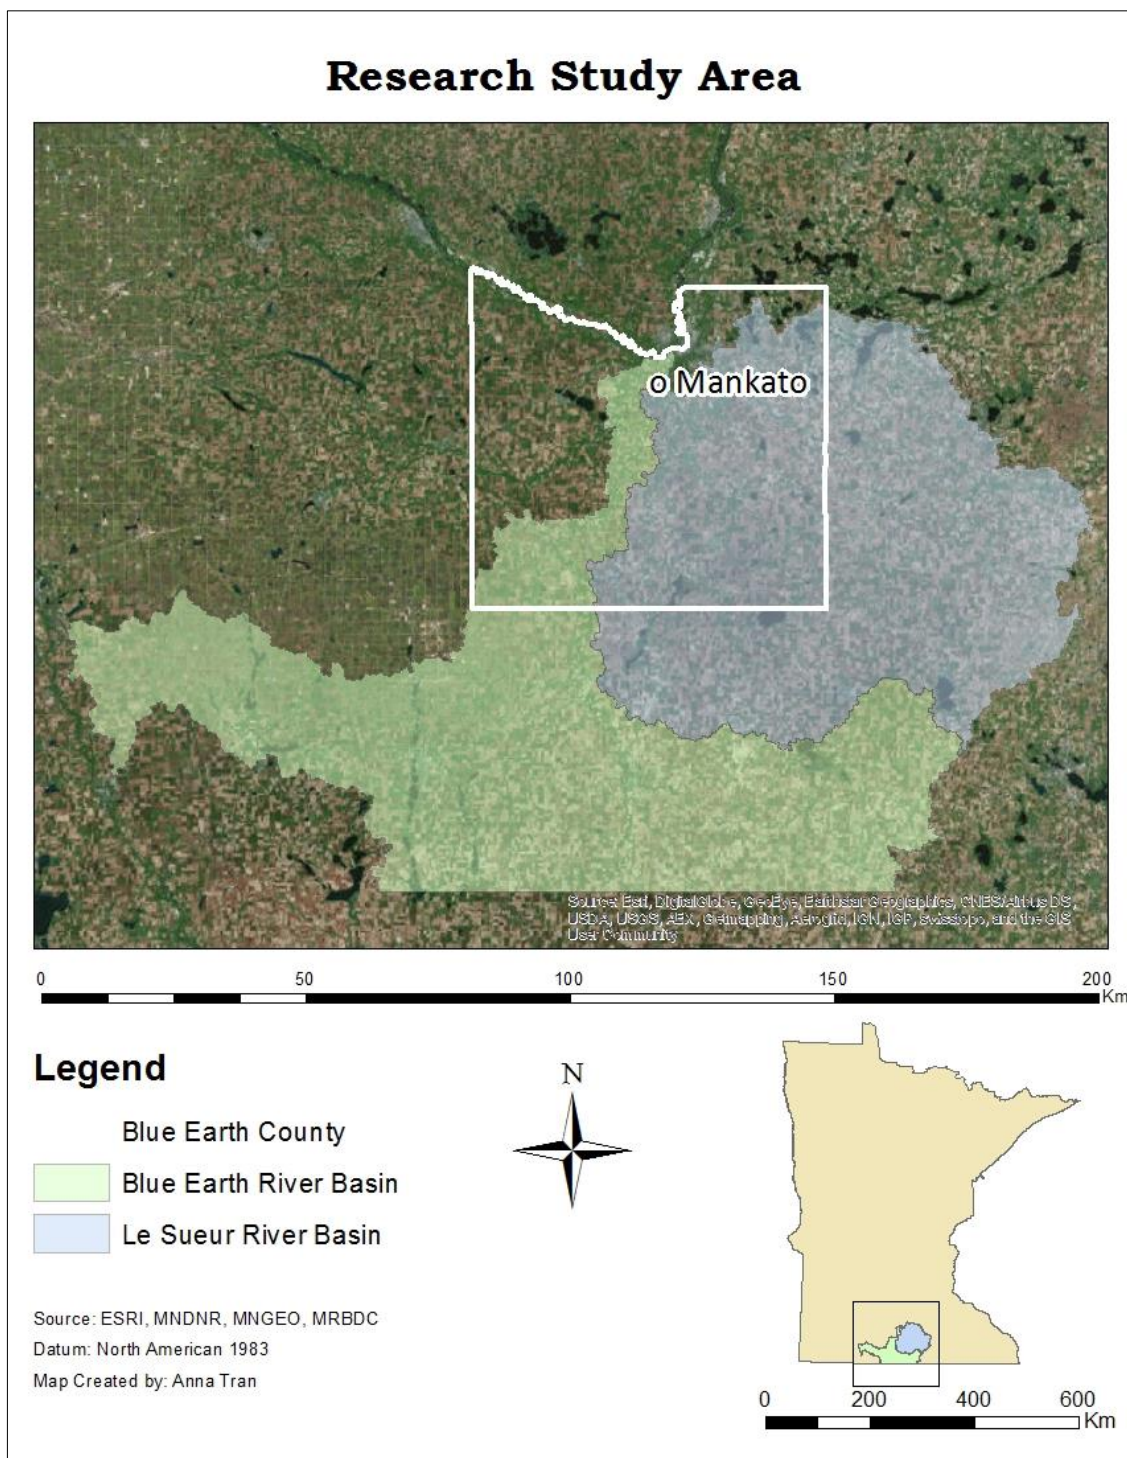 Research Study Area
o Mankato
Source: Esri, DigitalGlobe, GeoEye, Earthstar Geographics, CNES/Airbus DS,
USDA, USGS, AEX, Getmapping, Aerogrid, IGN, IGP, swisstopo, and the GIS
User Community
0 50 100 150 200
Km
Legend
Blue Earth County
Blue Earth River Basin
Le Sueur River Basin
N
Source: ESRI, MNDNR, MNGEO, MRBDC
Datum: North American 1983
Map Created by: Anna Tran
0 200 400 600
Km